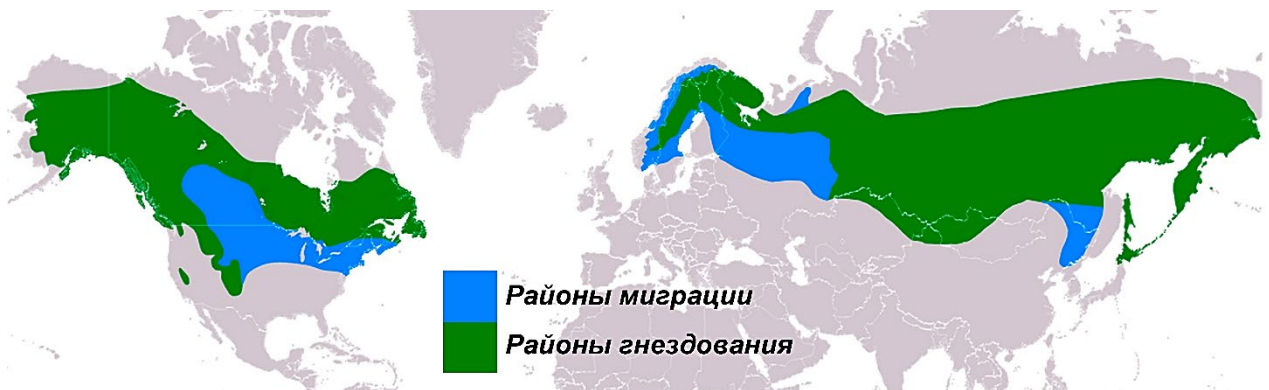 Районы миграции
Районы гнездования